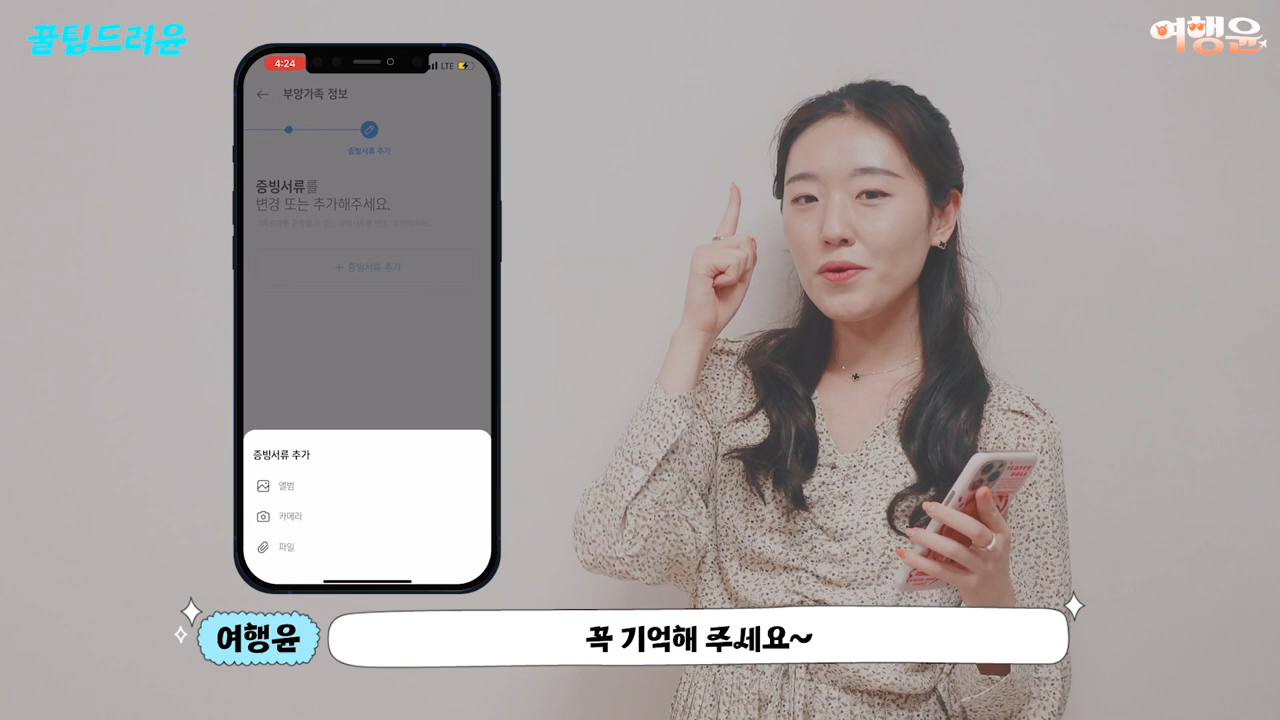 꿀팁드려윤
여행윤
4:24
LTE
부양가족 정보
증빙서류 추가
증빙서류를
변경 또는 추가해주세요.
+ 증빙서류 추가
증빙서류 추가
앨범
카메라
파일
여행윤
꼭 기억해 주세요~